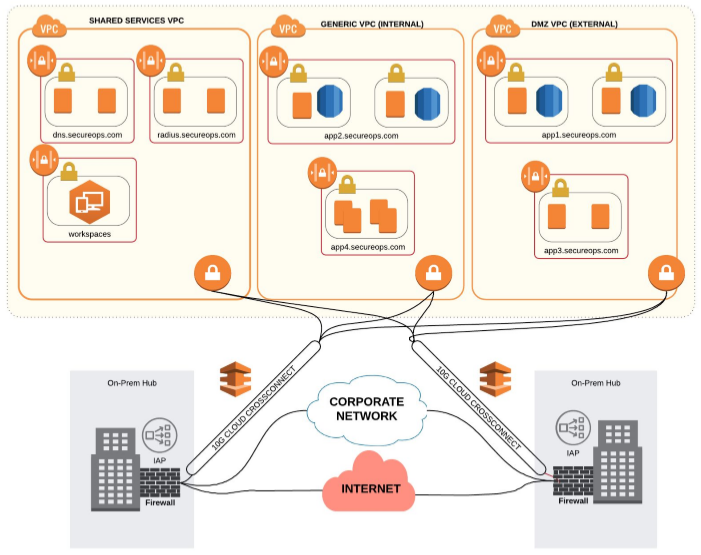 SHARED SERVICES VPC
GENERIC VPC (INTERNAL)
DMZ VPC (EXTERNAL)
VPC
VPC
VPC
dns.secureops.com
radius.secureops.com
app2.secureops.com
app1.secureops.com
workspaces
app4.secureops.com
app3.secureops.com
On-Prem Hub
10G CLOUD CROSSCONNECT
10G CLOUD CROSSCONNECT
On-Prem Hub
CORPORATE
NETWORK
IAP
IAP
INTERNET
Firewall
Firewall